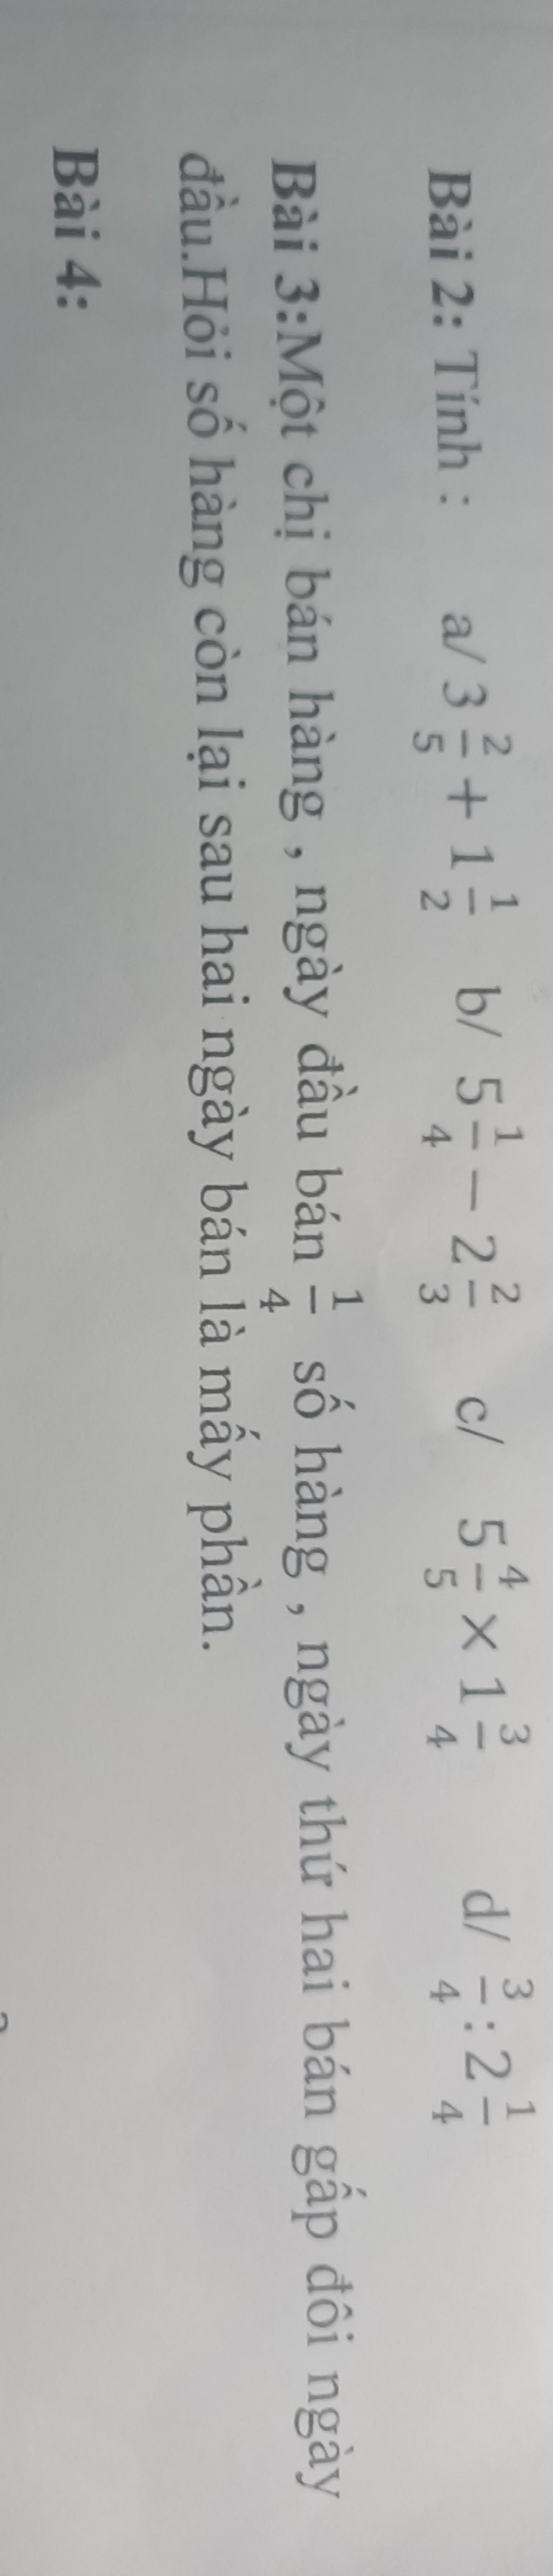 Bài 2: Tính : a/ 3 2/5 + 1 1/2 b/ 5 1/4 − 2 2/3 c/ 5 4/5 × 1 3/4 d/ 3/4 : 2 1/4
Bài 3:Một chị bán hàng , ngày đầu bán 1/4 số hàng , ngày thứ hai bán gấp đôi ngày
đầu.Hỏi số hàng còn lại sau hai ngày bán là mấy phần.
Bài 4: